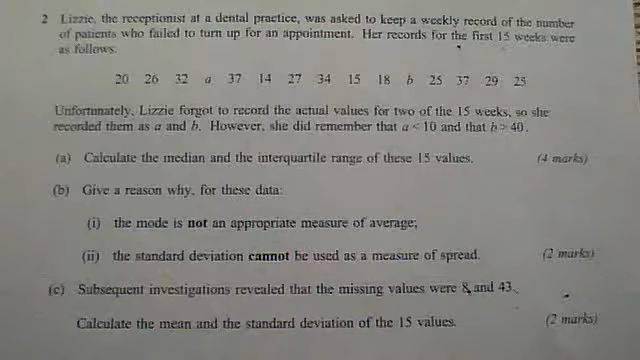 2 Lizzie, the receptionist at a dental practice, was asked to keep a weekly record of the number
of patients who failed to turn up for an appointment. Her records for the first 15 weeks were
as follows.
20 26 32 a 37 14 27 34 15 18 b 25 37 29 25
Unfortunately, Lizzie forgot to record the actual values for two of the 15 weeks, so she
recorded them as a and b. However, she did remember that a < 10 and that b > 40.
(a) Calculate the median and the interquartile range of these 15 values. (4 marks)
(b) Give a reason why, for these data:
(i) the mode is not an appropriate measure of average;
(ii) the standard deviation cannot be used as a measure of spread. (2 marks)
(c) Subsequent investigations revealed that the missing values were 8 and 43.
Calculate the mean and the standard deviation of the 15 values. (2 marks)